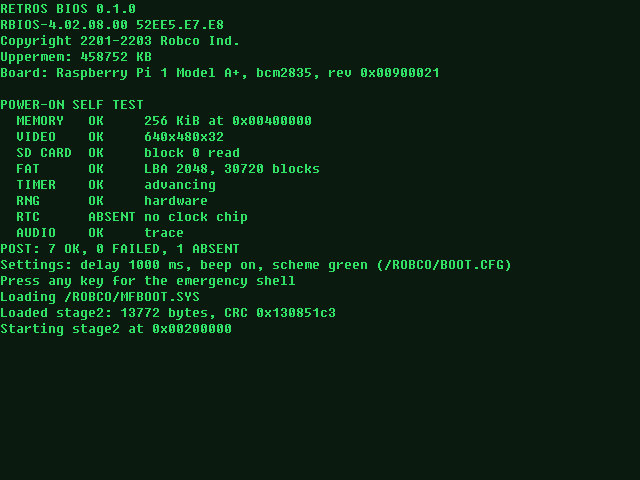 RETROS BIOS 0.1.0
RBIOS-4.02.08.00 52EE5.E7.E8
Copyright 2201-2203 Robco Ind.
Uppermem: 458752 KB
Board: Raspberry Pi 1 Model A+, bcm2835, rev 0x00900021

POWER-ON SELF TEST
  MEMORY   OK     256 KiB at 0x00400000
  VIDEO    OK     640x480x32
  SD CARD  OK     block 0 read
  FAT      OK     LBA 2048, 30720 blocks
  TIMER    OK     advancing
  RNG      OK     hardware
  RTC      ABSENT no clock chip
  AUDIO    OK     trace
POST: 7 OK, 0 FAILED, 1 ABSENT
Settings: delay 1000 ms, beep on, scheme green (/ROBCO/BOOT.CFG)
Press any key for the emergency shell
Loading /ROBCO/MFBOOT.SYS
Loaded stage2: 13772 bytes, CRC 0x130851c3
Starting stage2 at 0x00200000